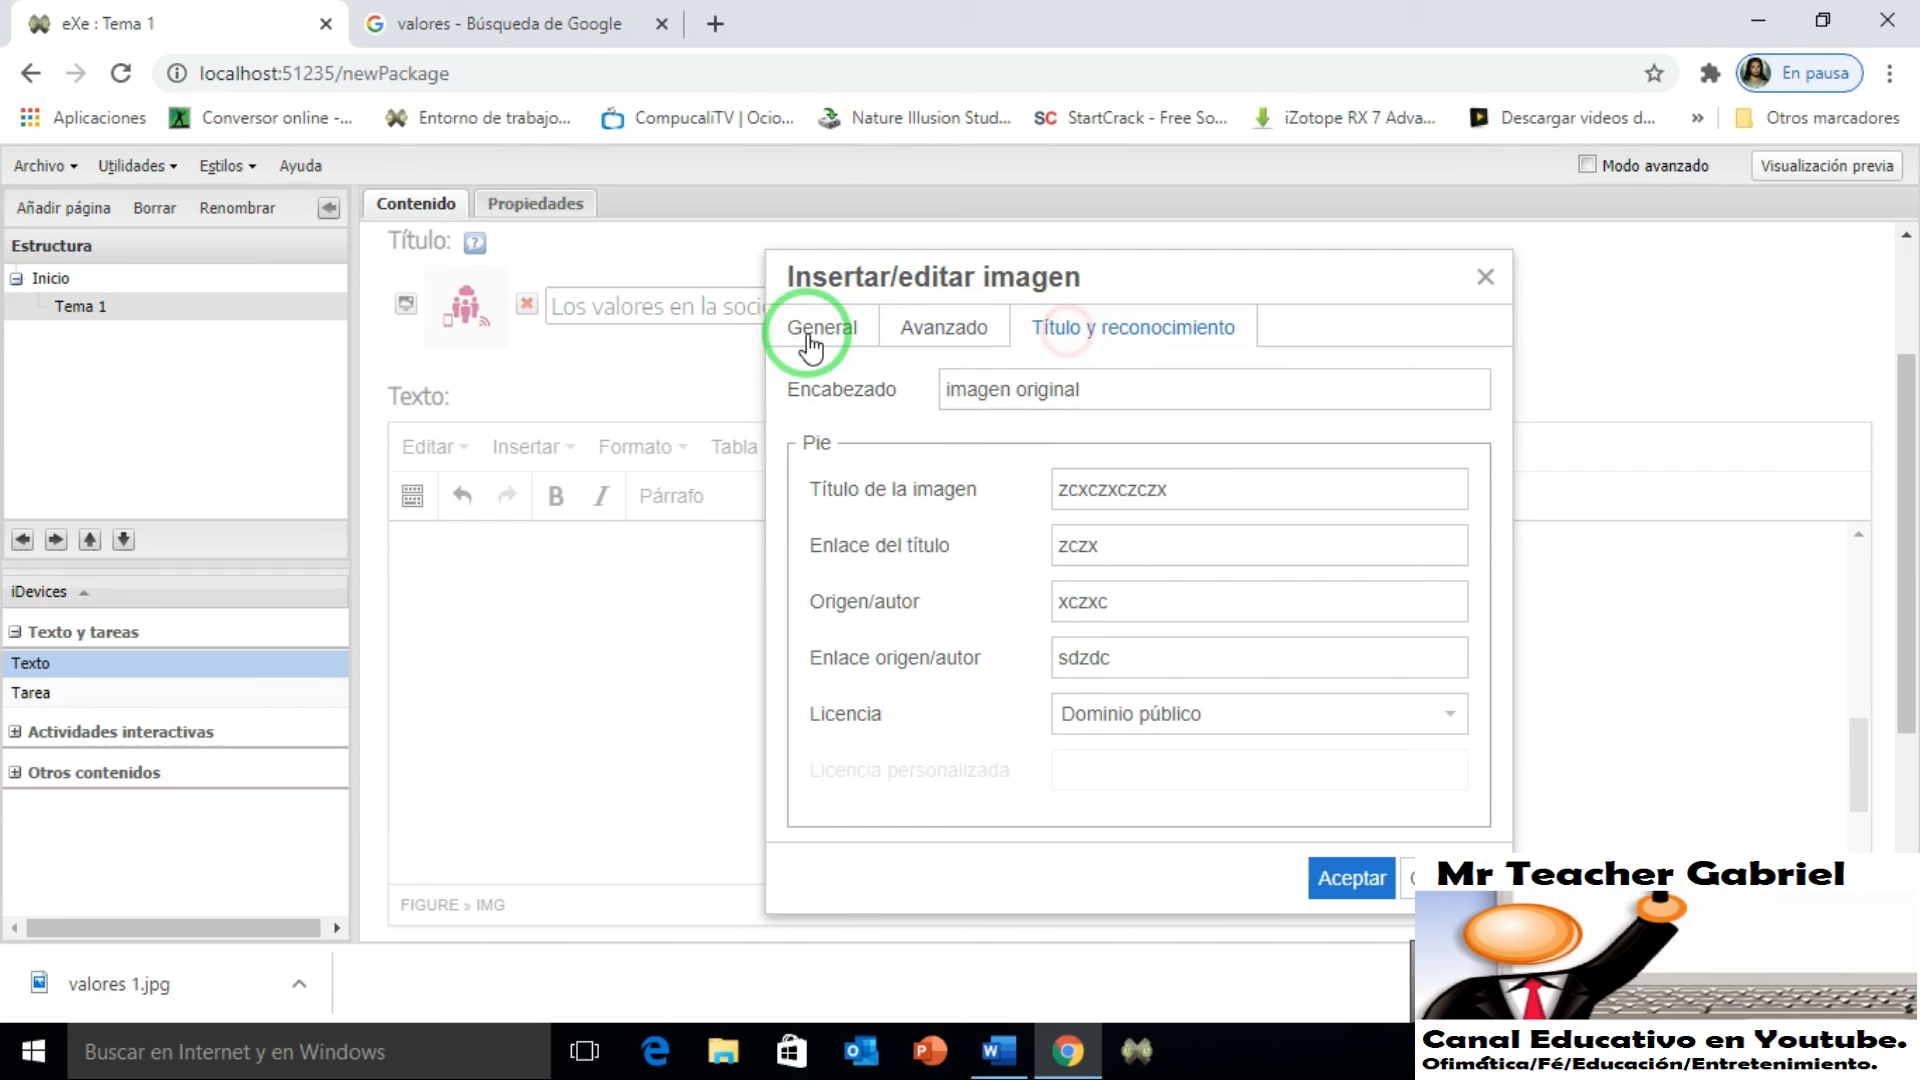 eXe : Tema 1
valores - Búsqueda de Google
localhost:51235/newPackage
En pausa
Aplicaciones
Conversor online -...
Entorno de trabajo...
CompucaliTV | Ocio...
Nature Illusion Stud...
SC StartCrack - Free So...
iZotope RX 7 Adva...
Descargar videos d...
»
Otros marcadores
Archivo
Utilidades
Estilos
Ayuda
Modo avanzado
Visualización previa
Añadir página
Borrar
Renombrar
Contenido
Propiedades
Estructura
Inicio
Tema 1
Título:
Los valores en la soci
Texto:
Editar
Insertar
Formato
Tabla
B
I
Párrafo
Insertar/editar imagen
General
Avanzado
Título y reconocimiento
Encabezado
imagen original
Pie
Título de la imagen
zcxczxczczx
Enlace del título
zczx
Origen/autor
xczxc
Enlace origen/autor
sdzdc
Licencia
Dominio público
Licencia personalizada
Aceptar
iDevices
Texto y tareas
Texto
Tarea
Actividades interactivas
Otros contenidos
FIGURE » IMG
valores 1.jpg
Buscar en Internet y en Windows
Mr Teacher Gabriel
Canal Educativo en Youtube.
Ofimática/Fé/Educación/Entretenimiento.